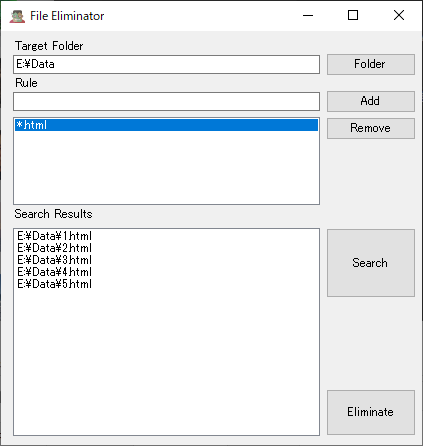 File Eliminator
Target Folder
E:¥Data
Folder
Rule
Add
*.html
Remove
Search Results
E:¥Data¥1.html
E:¥Data¥2.html
E:¥Data¥3.html
E:¥Data¥4.html
E:¥Data¥5.html
Search
Eliminate